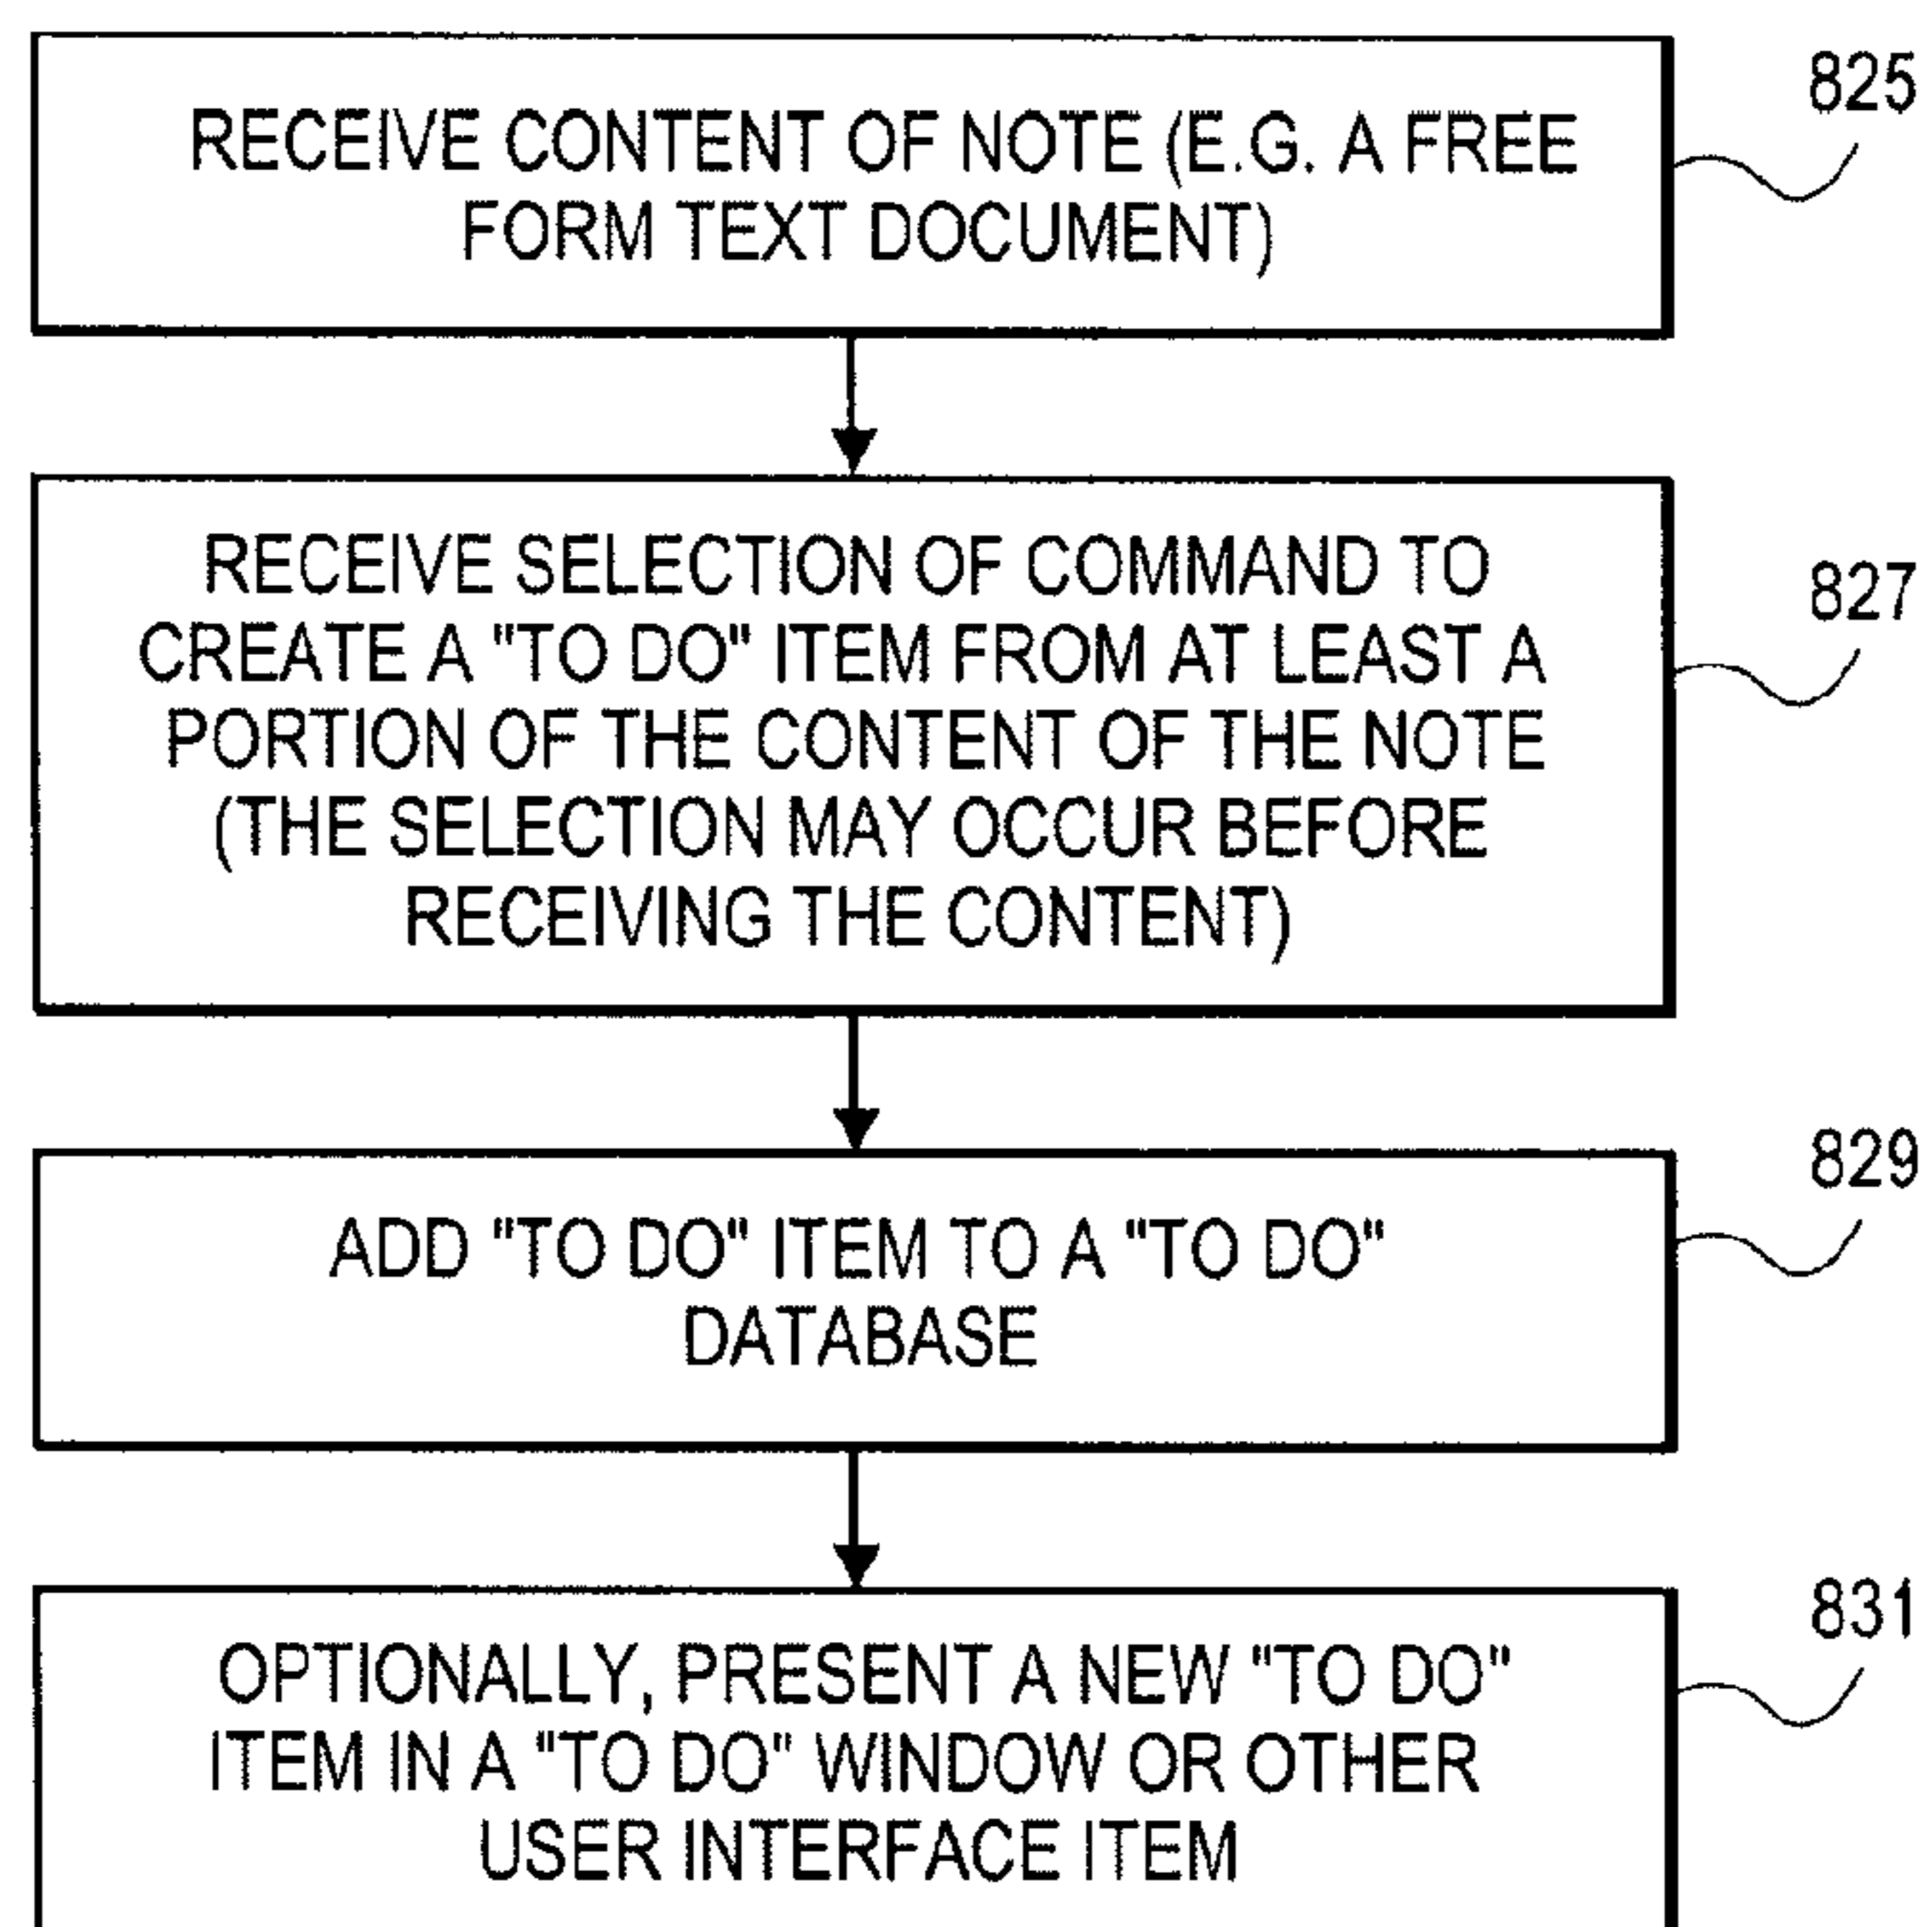 825
RECEIVE CONTENT OF NOTE (E.G. A FREE
FORM TEXT DOCUMENT)
827
RECEIVE SELECTION OF COMMAND TO
CREATE A "TO DO" ITEM FROM AT LEAST A
PORTION OF THE CONTENT OF THE NOTE
(THE SELECTION MAY OCCUR BEFORE
RECEIVING THE CONTENT)
829
ADD "TO DO" ITEM TO A "TO DO"
DATABASE
831
OPTIONALLY, PRESENT A NEW "TO DO"
ITEM IN A "TO DO" WINDOW OR OTHER
USER INTERFACE ITEM